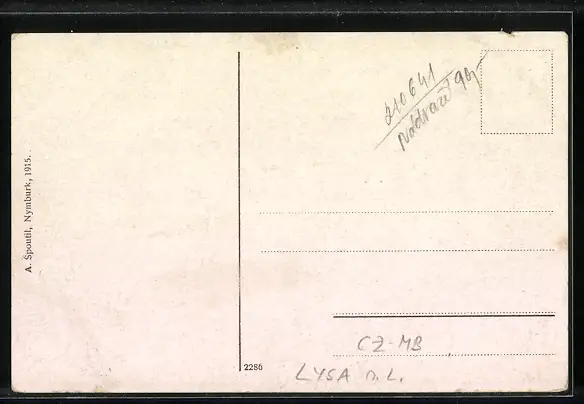 A. Špoutil, Nymburk, 1915.
210641
Nádraží 90,-
2286
CZ-MB
LYSA n. L.